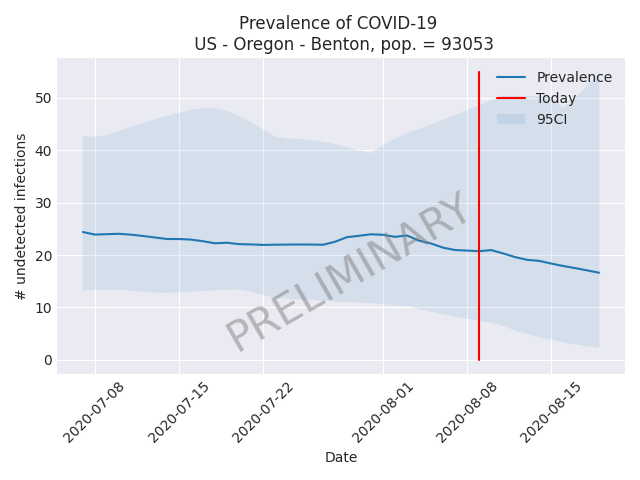 Prevalence of COVID-19
US - Oregon - Benton, pop. = 93053
Prevalence
Today
95CI
# undetected infections
50
40
30
20
10
0
PRELIMINARY
2020-07-08
2020-07-15
2020-07-22
2020-08-01
2020-08-08
2020-08-15
Date